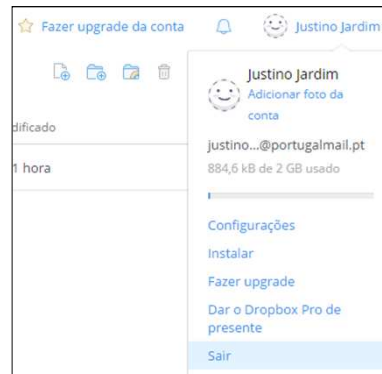 Fazer upgrade da conta
Justino Jardim
dificado
1 hora
Justino Jardim
Adicionar foto da
conta
justino...@portugalmail.pt
884,6 kB de 2 GB usado
Configurações
Instalar
Fazer upgrade
Dar o Dropbox Pro de
presente
Sair